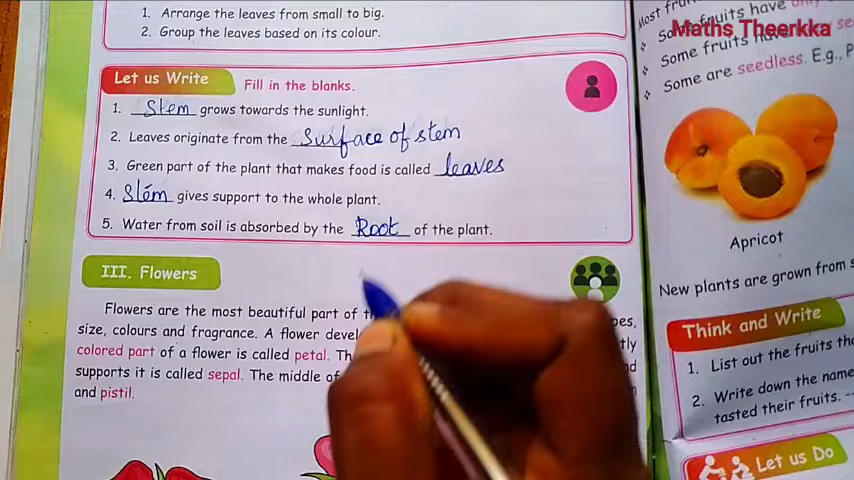 1. Arrange the leaves from small to big.
2. Group the leaves based on its colour.
Let us Write Fill in the blanks.
1. Stem grows towards the sunlight.
2. Leaves originate from the Surface of stem
3. Green part of the plant that makes food is called leaves
4. Stem gives support to the whole plant.
5. Water from soil is absorbed by the Root of the plant.
III. Flowers
Flowers are the most beautiful part of
size, colours and fragrance. A flower
colored part of a flower is called petal.
supports it is called sepal. The middle of
and pistil.
Maths Theerkka
Most
fruits have only
Some fruits have
Some are seedless. E.g.,
Apricot
New plants are grown from
Think and Write
1. List out the fruits
2. Write down the name
tasted their fruits.
Let us Do